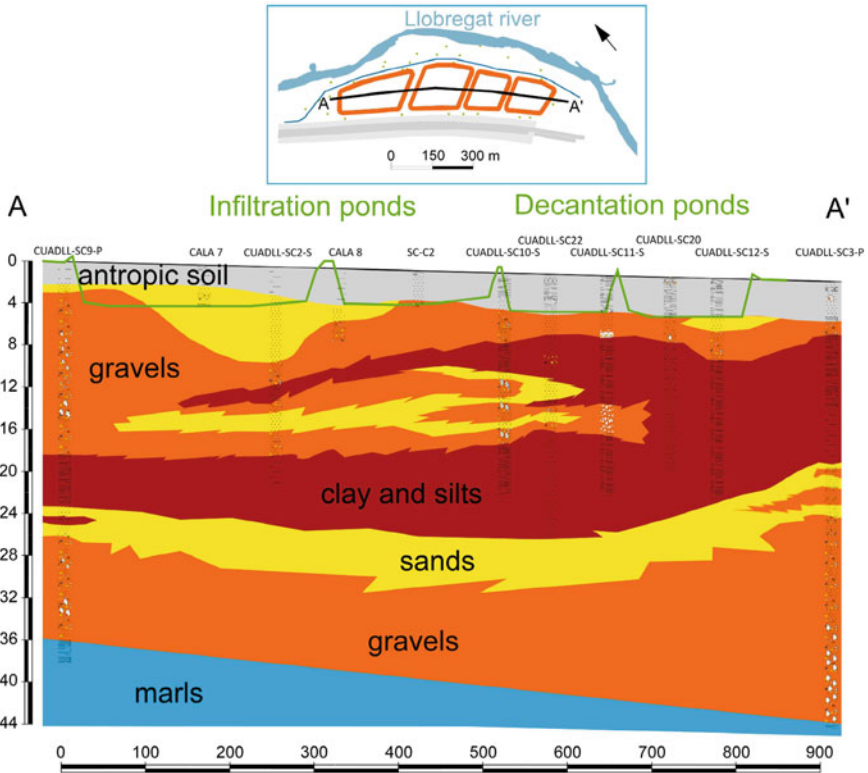 Llobregat river
A A'
0 150 300 m
A Infiltration ponds Decantation ponds A'
CUADLL-SC22 CUADLL-SC20
CUADLL-SC9-P CALA 7 CUADLL-SC2-S CALA 8 SC-C2 CUADLL-SC10-S CUADLL-SC11-S CUADLL-SC12-S CUADLL-SC3-P
0
antropic soil
4
8
gravels
12
16
20
clay and silts
24
28
sands
32
36
gravels
40
marls
44
0 100 200 300 400 500 600 700 800 900